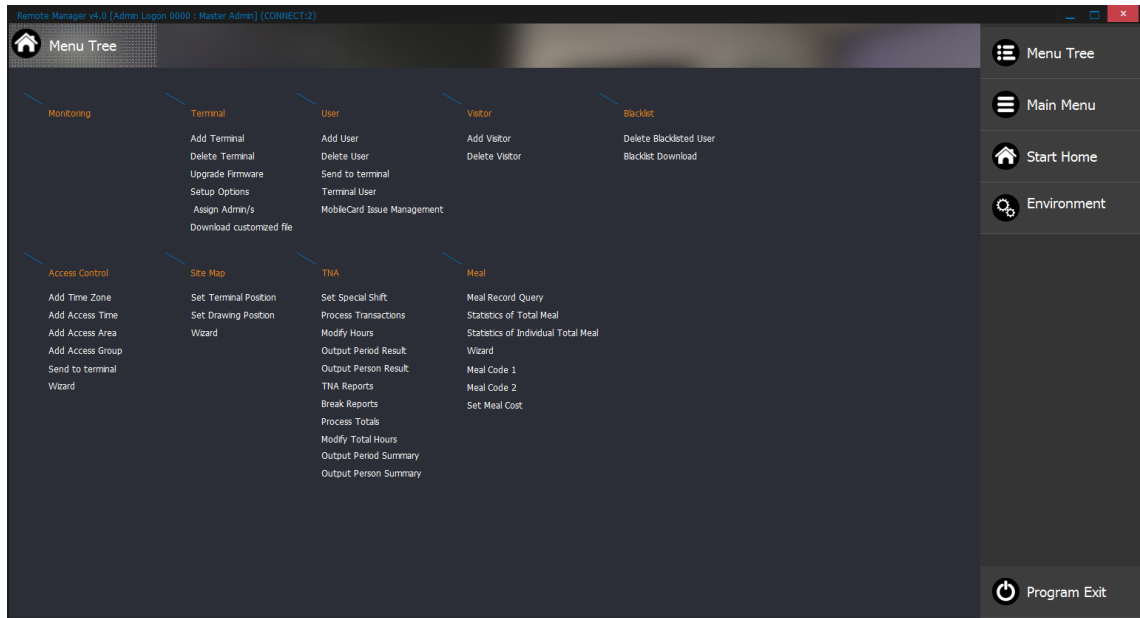 Remote Manager v4.0 [Admin Logon 0000 : Master Admin] (CONNECT:2)
Menu Tree
Monitoring
Terminal
Add Terminal
Delete Terminal
Upgrade Firmware
Setup Options
Assign Admin/s
Download customized file
User
Add User
Delete User
Send to terminal
Terminal User
MobileCard Issue Management
Visitor
Add Visitor
Delete Visitor
Blacklist
Delete Blacklisted User
Blacklist Download
Access Control
Add Time Zone
Add Access Time
Add Access Area
Add Access Group
Send to terminal
Wizard
Site Map
Set Terminal Position
Set Drawing Position
Wizard
TNA
Set Special Shift
Process Transactions
Modify Hours
Output Period Result
Output Person Result
TNA Reports
Break Reports
Process Totals
Modify Total Hours
Output Period Summary
Output Person Summary
Meal
Meal Record Query
Statistics of Total Meal
Statistics of Individual Total Meal
Wizard
Meal Code 1
Meal Code 2
Set Meal Cost
Menu Tree
Main Menu
Start Home
Environment
Program Exit